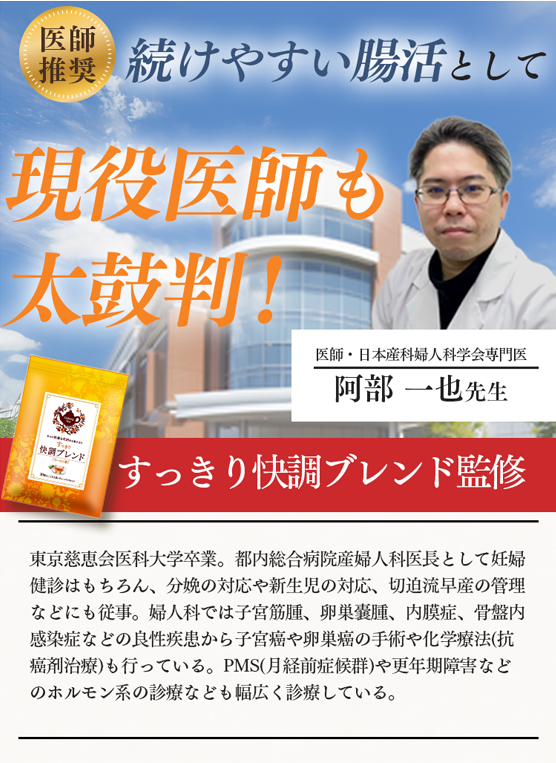 医師
推奨
続けやすい腸活として
現役医師も
太鼓判!
医師・日本産科婦人科学会専門医
阿部 一也先生
すっきり
快調ブレンド
すっきり快調ブレンド監修
東京慈恵会医科大学卒業。都内総合病院産婦人科医長として妊婦
健診はもちろん、分娩の対応や新生児の対応、切迫流早産の管理
などにも従事。婦人科では子宮筋腫、卵巣嚢腫、内膜症、骨盤内
感染症などの良性疾患から子宮癌や卵巣癌の手術や化学療法(抗
癌剤治療)も行っている。PMS(月経前症候群)や更年期障害など
のホルモン系の診療なども幅広く診療している。